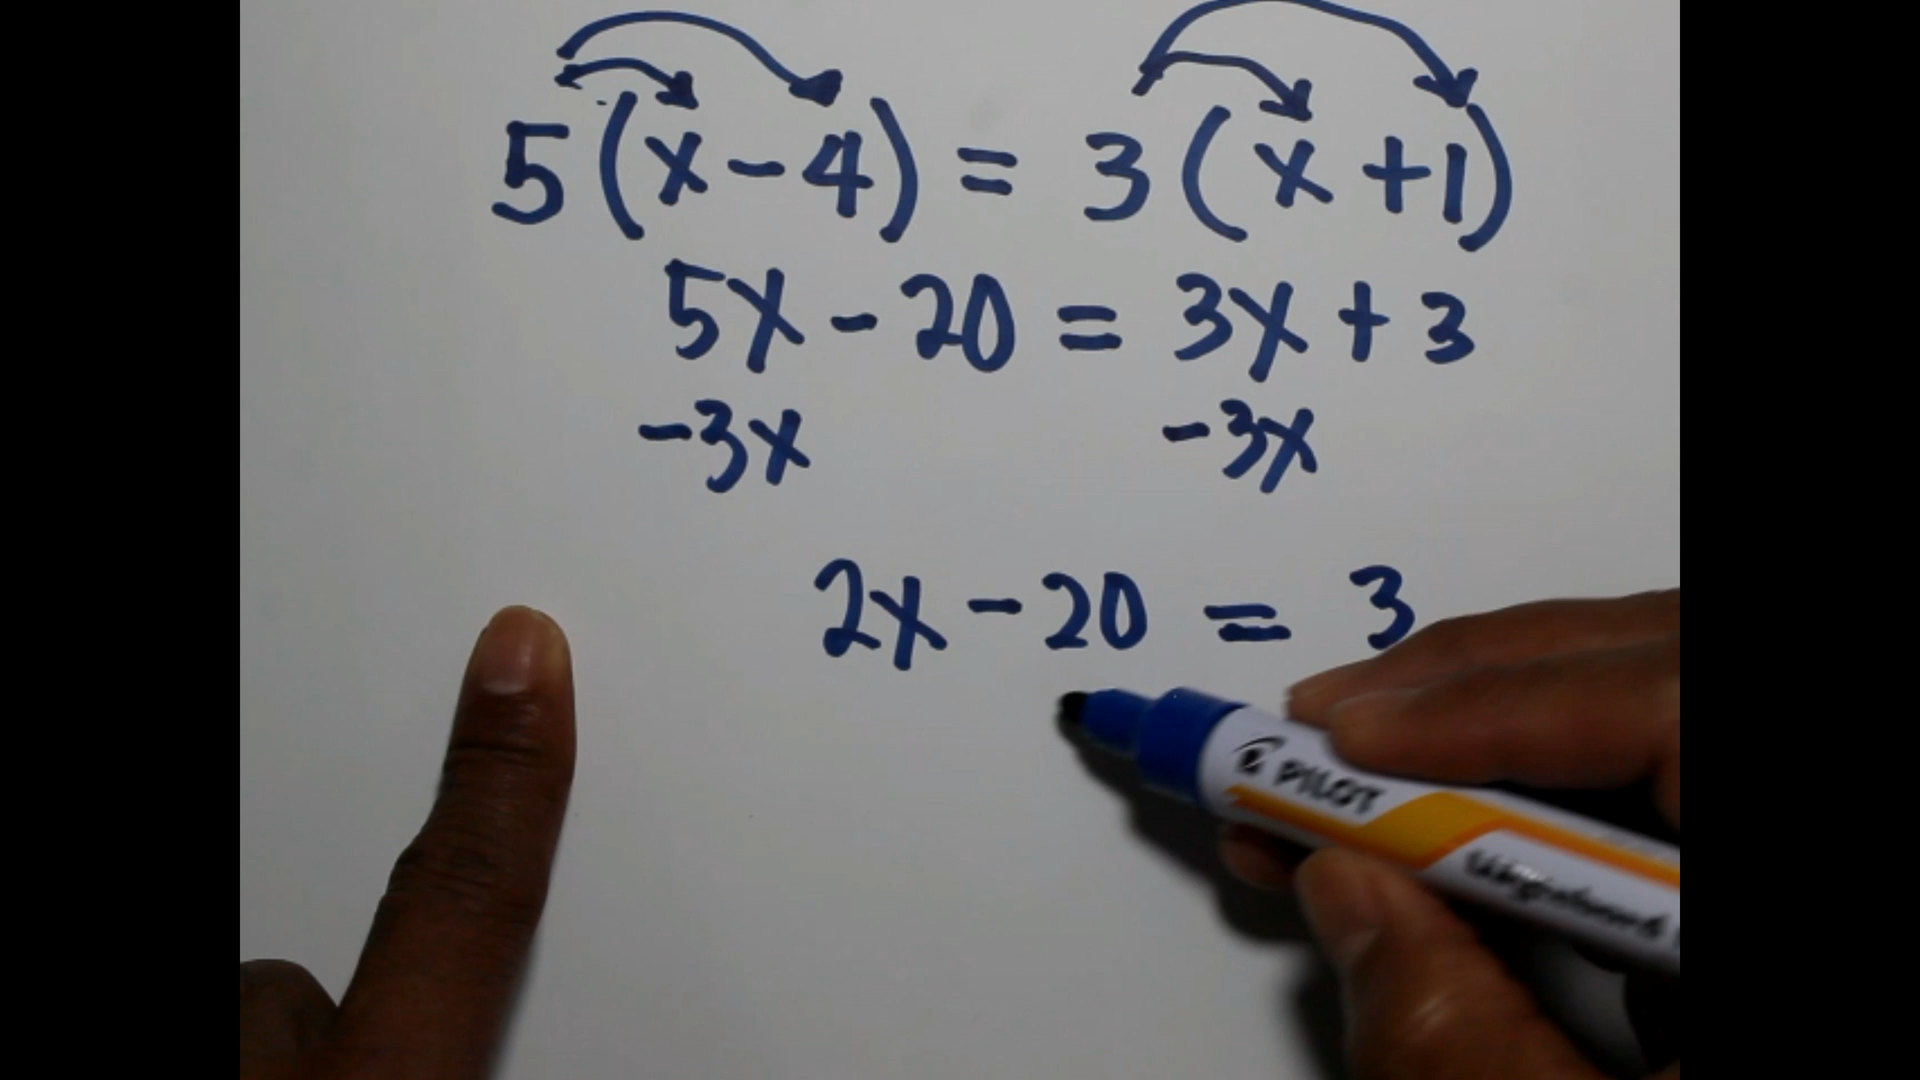 5(x-4) = 3(x+1)
5x - 20 = 3x + 3
-3x -3x
2x - 20 = 3
PILOT